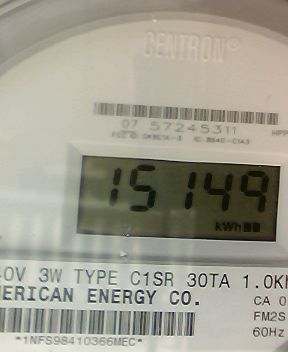 CENTRON®
07 57245311
15149
kWh
40V 3W TYPE C1SR 30TA 1.0K
MERICAN ENERGY CO.
CA 0
FM2S
60Hz
*1NFS98410366MEC*